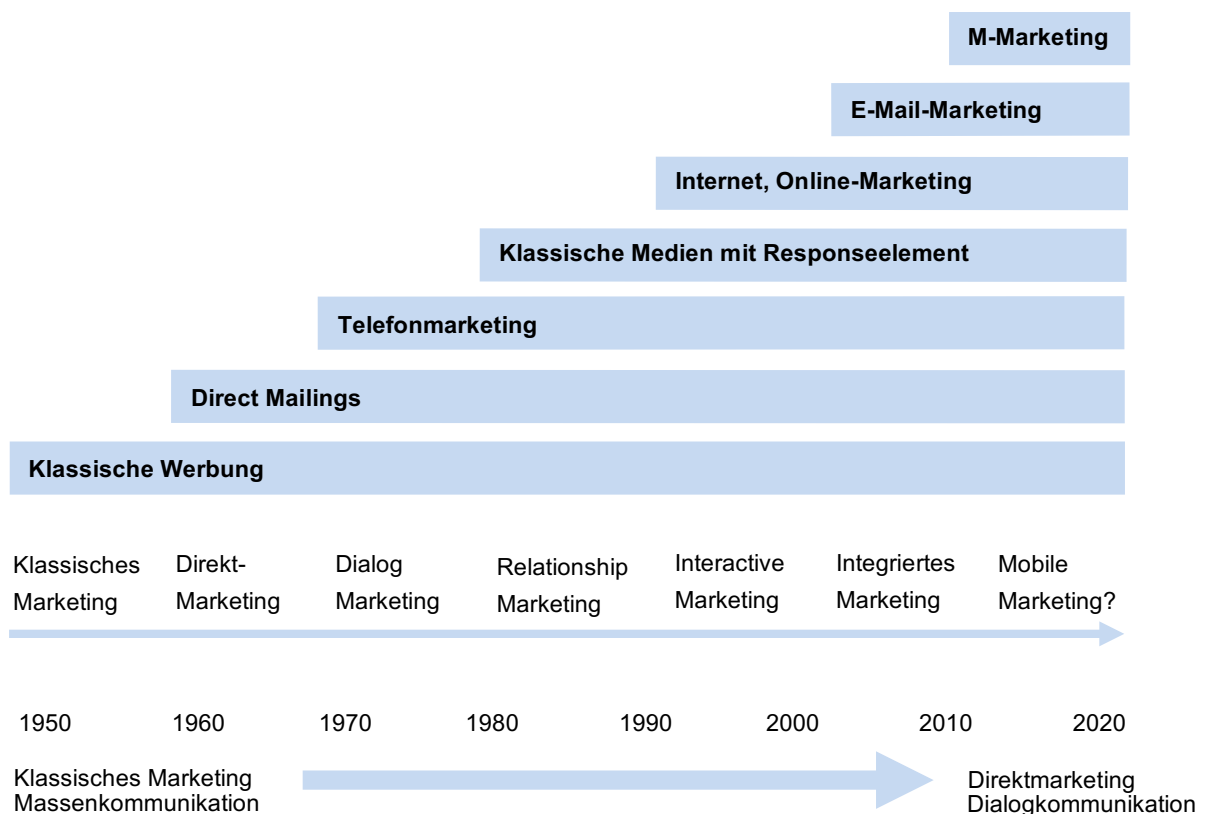 M-Marketing
E-Mail-Marketing
Internet, Online-Marketing
Klassische Medien mit Responseelement
Telefonmarketing
Direct Mailings
Klassische Werbung
Klassisches Direkt- Dialog Relationship Interactive Integriertes Mobile
Marketing Marketing Marketing Marketing Marketing Marketing Marketing?
1950 1960 1970 1980 1990 2000 2010 2020
Klassisches Marketing Direktmarketing
Massenkommunikation Dialogkommunikation